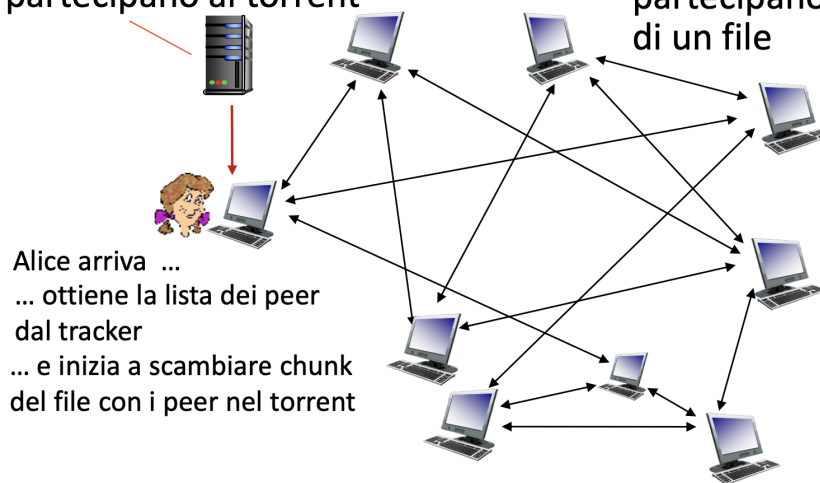 partecipano al torrent
partecipano
di un file
Alice arriva ...
... ottiene la lista dei peer
dal tracker
... e inizia a scambiare chunk
del file con i peer nel torrent